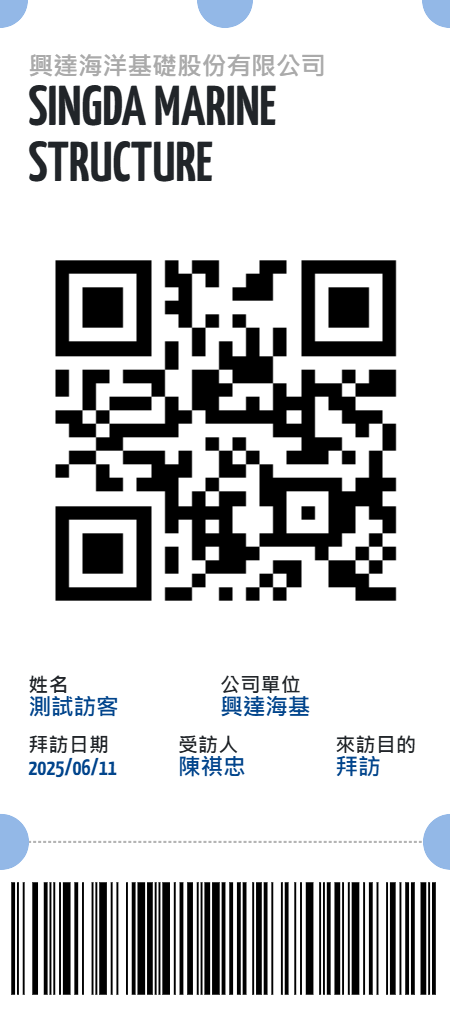 興達海洋基礎股份有限公司
SINGDA MARINE
STRUCTURE
姓名 公司單位
測試訪客 興達海基
拜訪日期 受訪人 來訪目的
2025/06/11 陳祺忠 拜訪